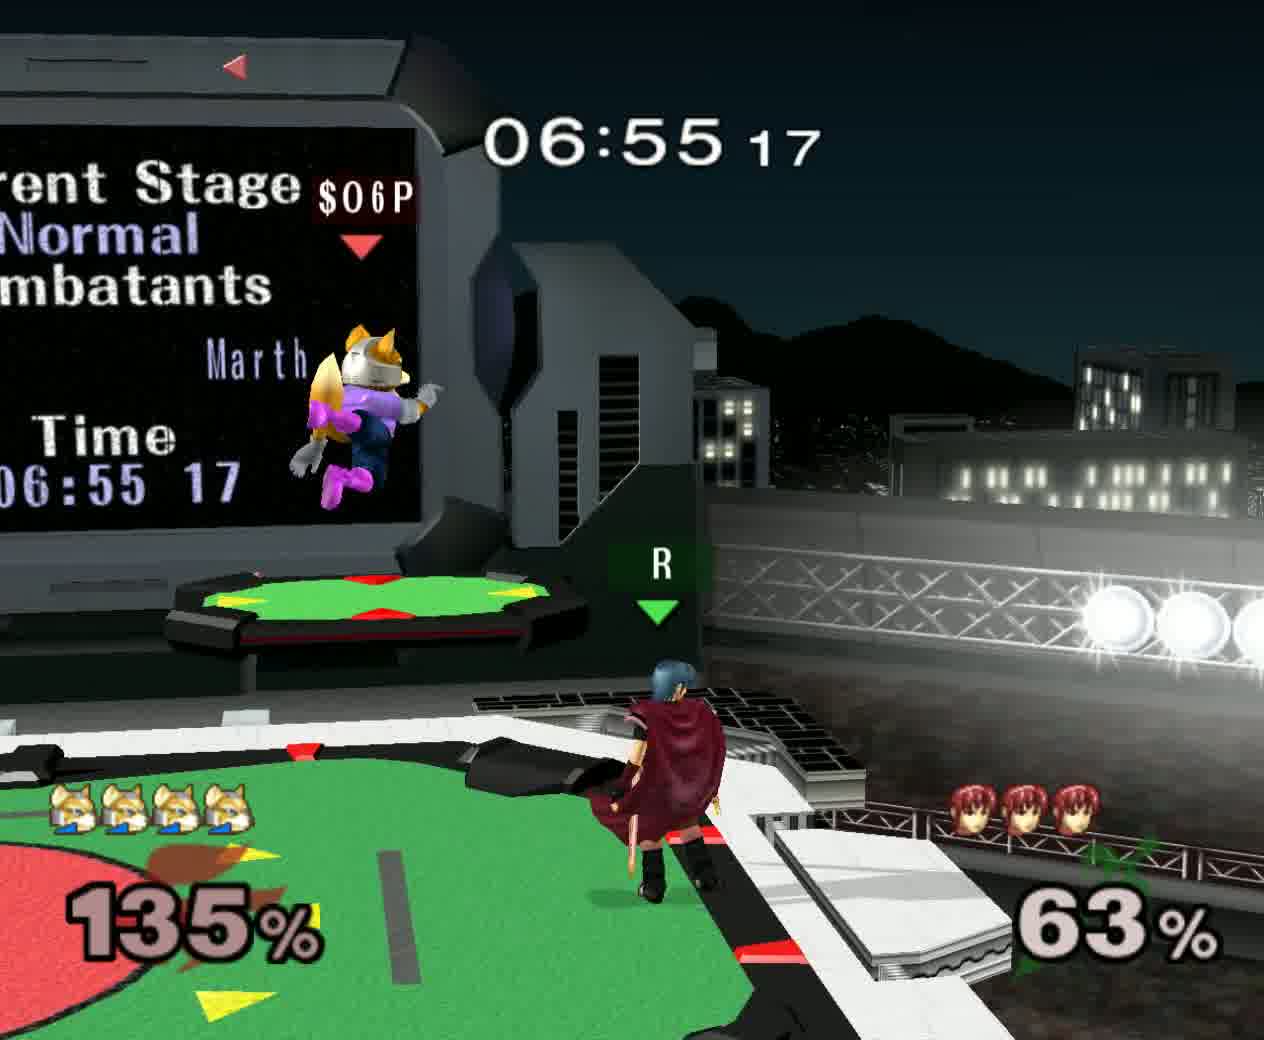 06:55 17
rent Stage
$06P
Normal
mbatants
Marth
Time
06:55 17
R
135%
63%